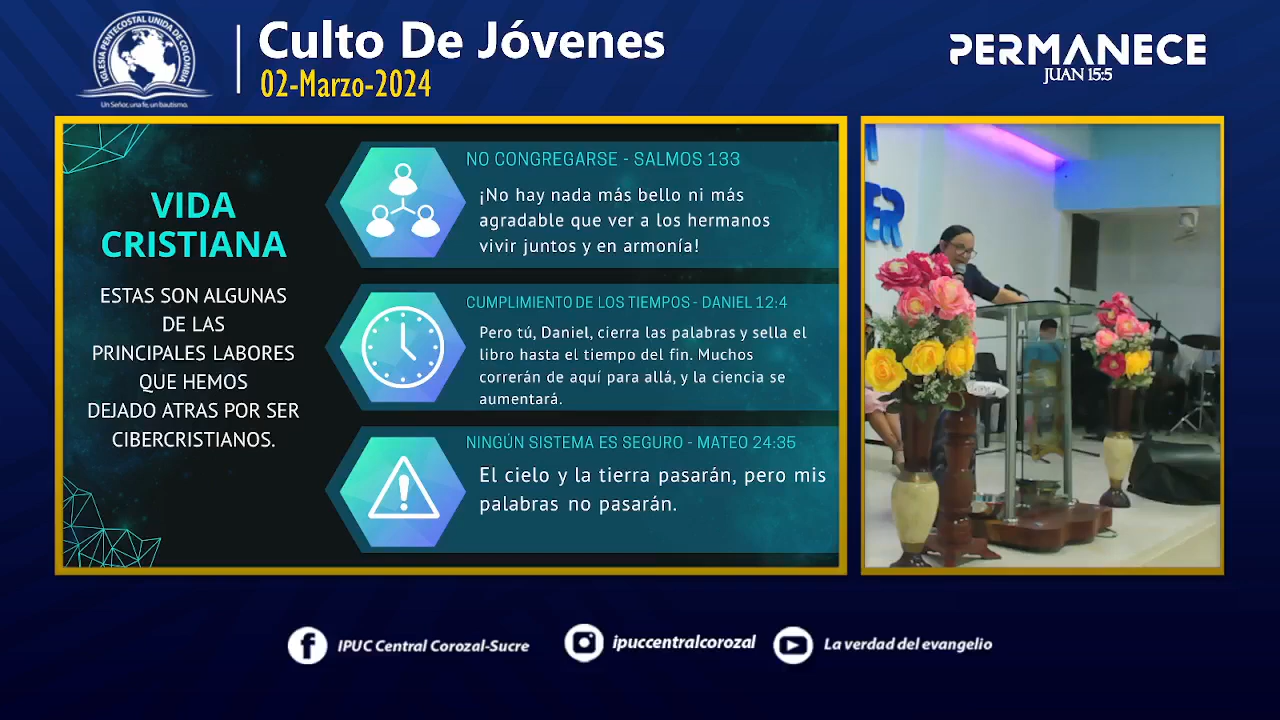 IGLESIA PENTECOSTAL UNIDA DE COLOMBIA
Un Señor, una fe, un bautismo.
Culto De Jóvenes
02-Marzo-2024
PERMANECE
JUAN 15:5
VIDA
CRISTIANA
ESTAS SON ALGUNAS
DE LAS
PRINCIPALES LABORES
QUE HEMOS
DEJADO ATRAS POR SER
CIBERCRISTIANOS.
NO CONGREGARSE - SALMOS 133
¡No hay nada más bello ni más
agradable que ver a los hermanos
vivir juntos y en armonía!
CUMPLIMIENTO DE LOS TIEMPOS - DANIEL 12:4
Pero tú, Daniel, cierra las palabras y sella el
libro hasta el tiempo del fin. Muchos
correrán de aquí para allá, y la ciencia se
aumentará.
NINGÚN SISTEMA ES SEGURO - MATEO 24:35
El cielo y la tierra pasarán, pero mis
palabras no pasarán.
IPUC Central Corozal-Sucre
ipuccentralcorozal
La verdad del evangelio